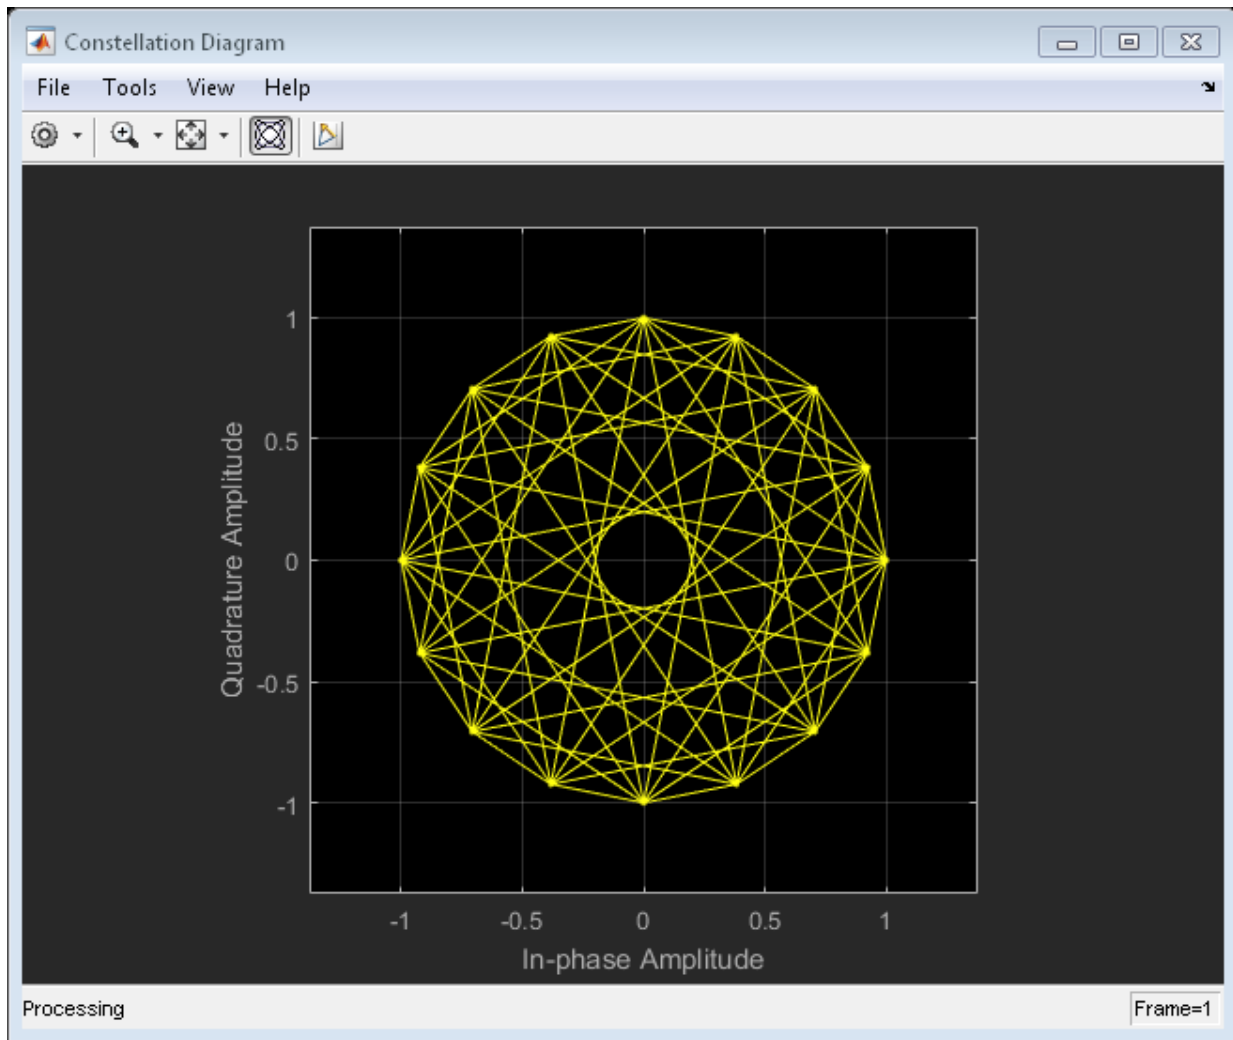 Constellation Diagram
File Tools View Help
1
0.5
0
-0.5
-1
Quadrature Amplitude
-1 -0.5 0 0.5 1
In-phase Amplitude
Processing Frame=1